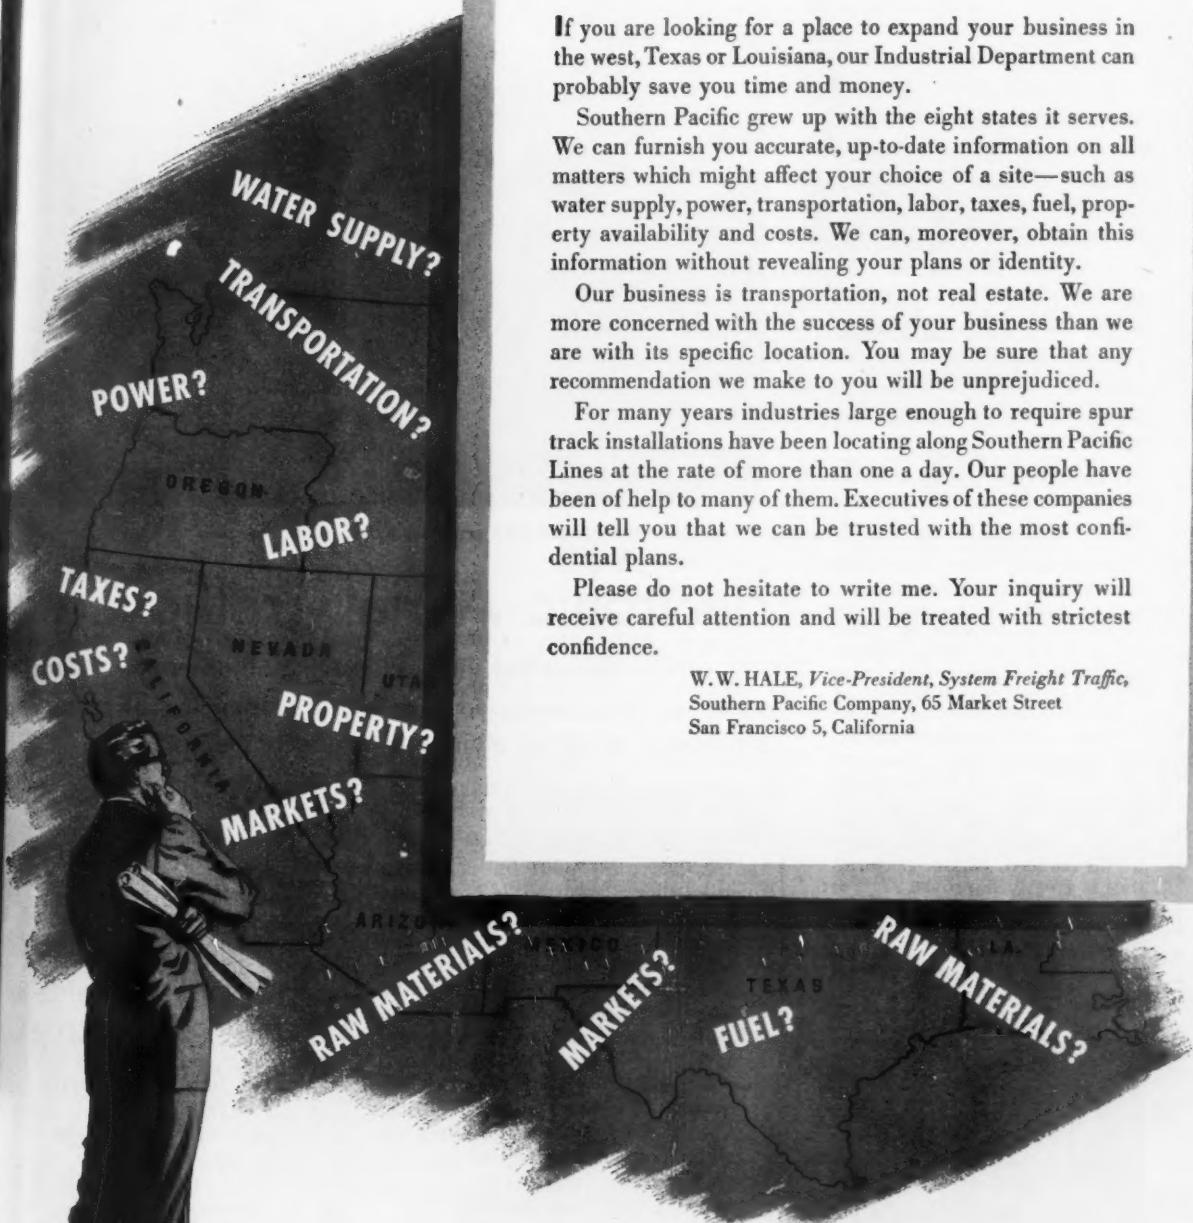 If you are looking for a place to expand your business in
the west, Texas or Louisiana, our Industrial Department can
probably save you time and money.
Southern Pacific grew up with the eight states it serves.
We can furnish you accurate, up-to-date information on all
matters which might affect your choice of a site—such as
water supply, power, transportation, labor, taxes, fuel, prop-
erty availability and costs. We can, moreover, obtain this
information without revealing your plans or identity.
Our business is transportation, not real estate. We are
more concerned with the success of your business than we
are with its specific location. You may be sure that any
recommendation we make to you will be unprejudiced.
For many years industries large enough to require spur
track installations have been locating along Southern Pacific
Lines at the rate of more than one a day. Our people have
been of help to many of them. Executives of these companies
will tell you that we can be trusted with the most confi-
dential plans.
Please do not hesitate to write me. Your inquiry will
receive careful attention and will be treated with strictest
confidence.
W. W. HALE, Vice-President, System Freight Traffic,
Southern Pacific Company, 65 Market Street
San Francisco 5, California
WATER SUPPLY?
TRANSPORTATION?
POWER?
OREGON
LABOR?
TAXES?
NEVADA
COSTS?
CALIFORNIA
UTA
PROPERTY?
MARKETS?
ARIZO
RAW MATERIALS?
MEXICO
MARKETS?
TEXAS
FUEL?
RAW MATERIALS?
LA.